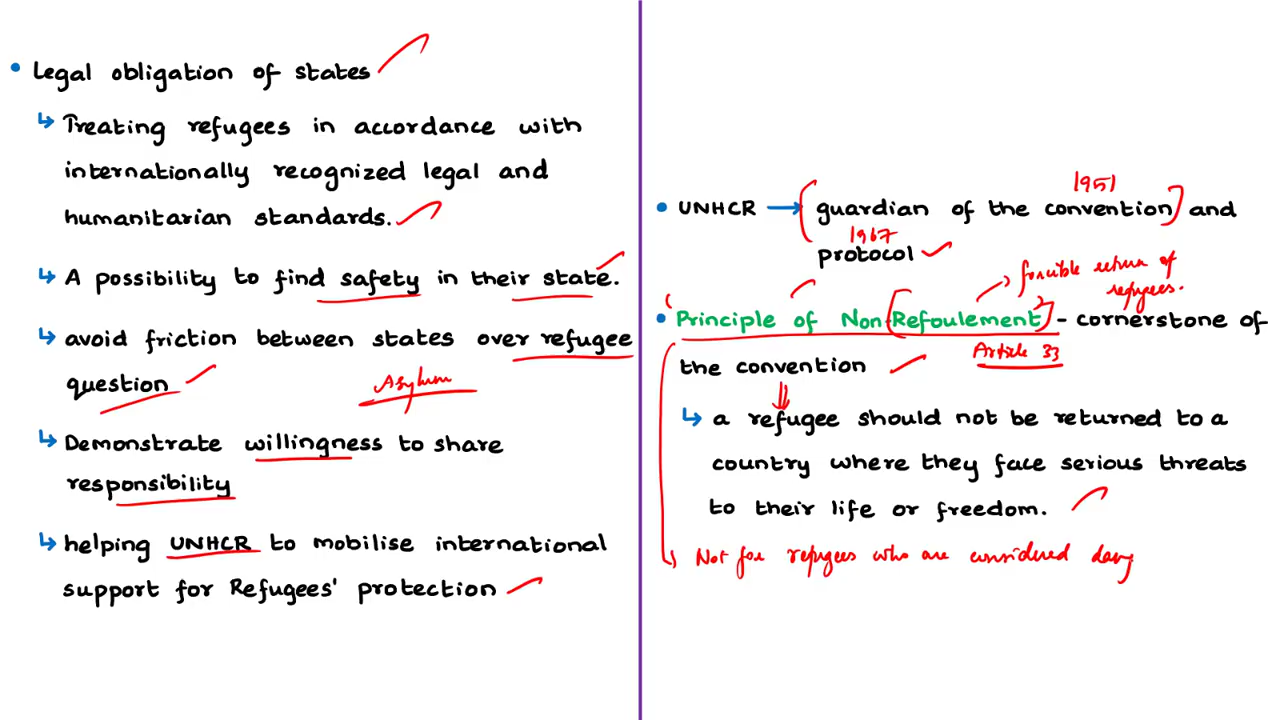 • Legal obligation of states
↳ Treating refugees in accordance with
internationally recognized legal and
humanitarian standards.
↳ A possibility to find safety in their state.
↳ avoid friction between states over refugee
question
Asylum
↳ Demonstrate willingness to share
responsibility
↳ helping UNHCR to mobilise international
support for Refugees' protection
1951
• UNHCR → [guardian of the convention] and
1967
protocol
forcible return of
refugees.
• Principle of Non-[Refoulement] - cornerstone of
Article 33
the convention
↳ a refugee should not be returned to a
country where they face serious threats
to their life or freedom.
Not for refugees who are considered dang